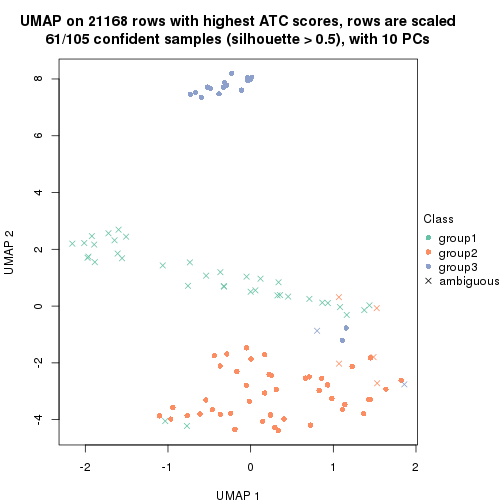 UMAP on 21168 rows with highest ATC scores, rows are scaled
61/105 confident samples (silhouette > 0.5), with 10 PCs
8
6
4
2
0
-2
-4
UMAP 2
-2
-1
0
1
2
UMAP 1
Class
group1
group2
group3
ambiguous